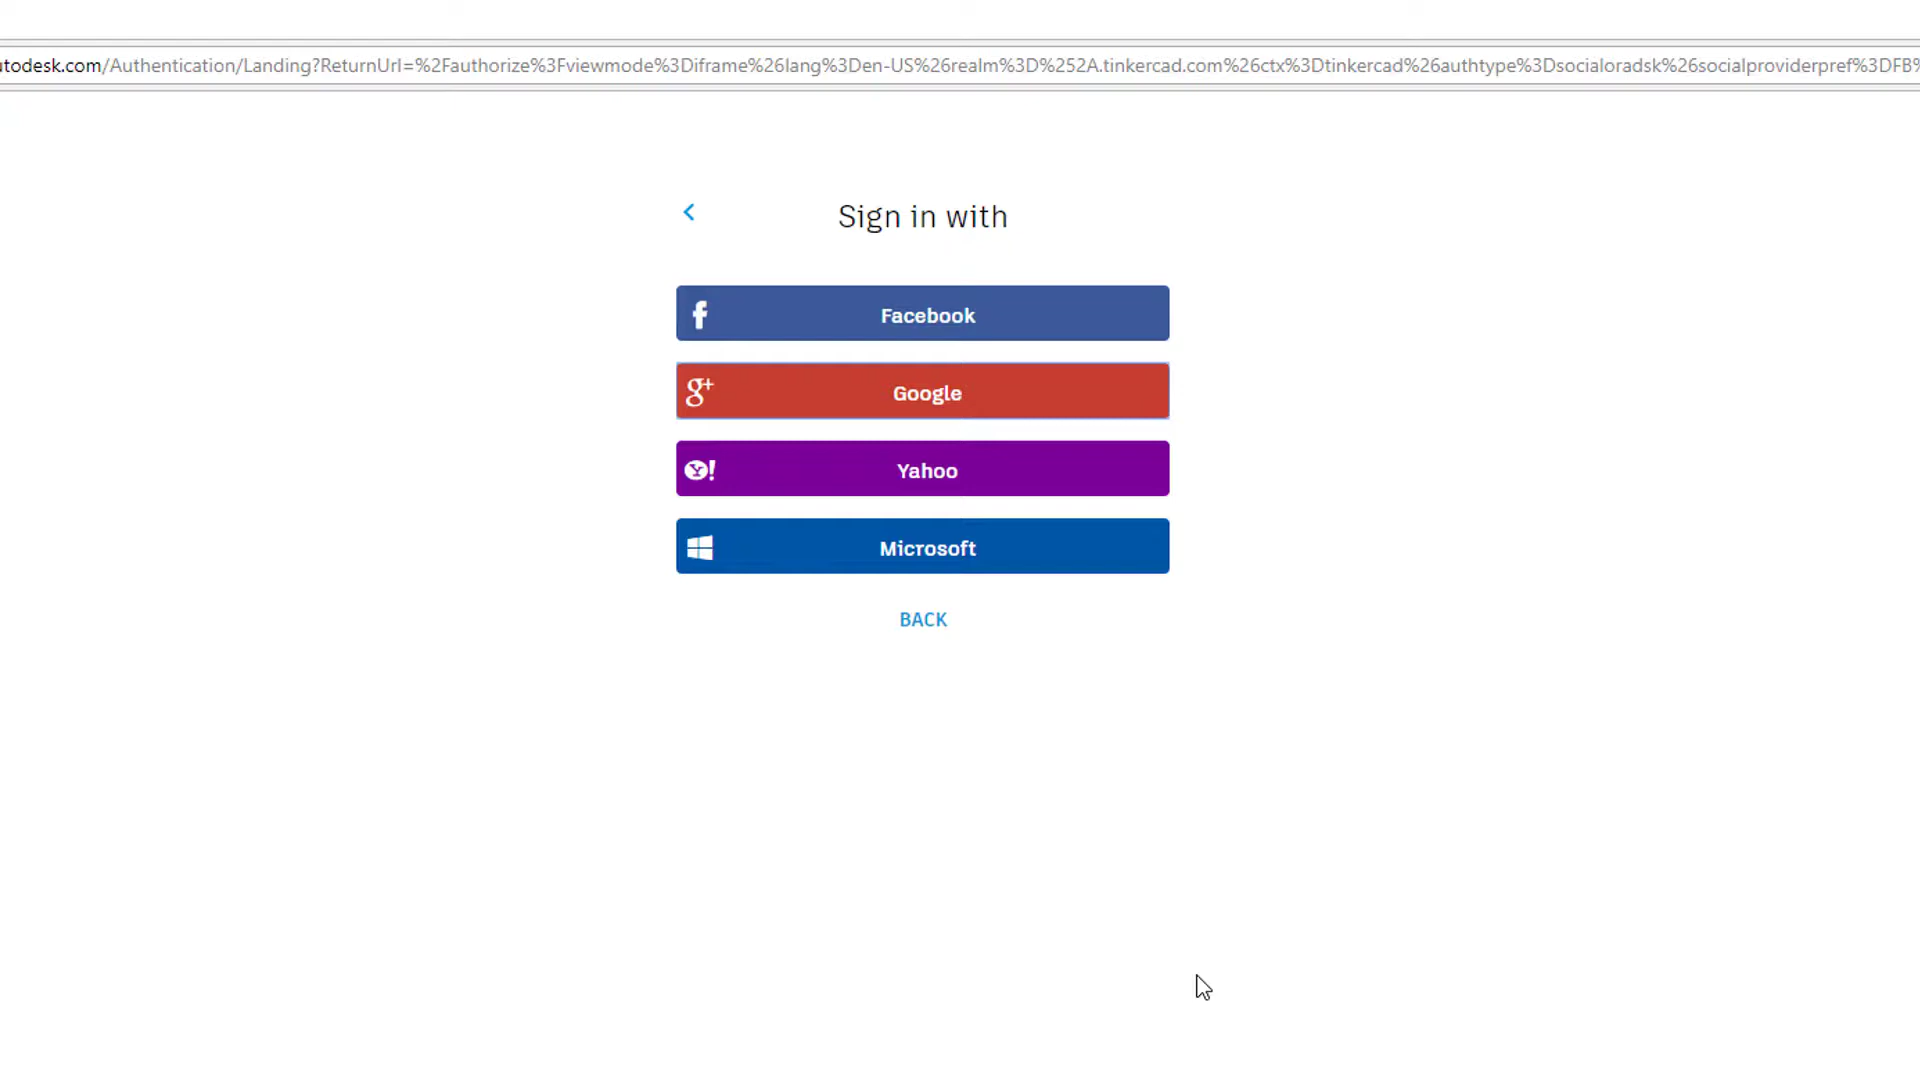 utodesk.com/Authentication/Landing?ReturnUrl=%2Fauthorize%3Fviewmode%3Diframe%26lang%3Den-US%26realm%3D%252A.tinkercad.com%26ctx%3Dtinkercad%26authtype%3Dsocialoradsk%26socialproviderpref%3DFB%
Sign in with
Facebook
g+ Google
Y! Yahoo
Microsoft
BACK